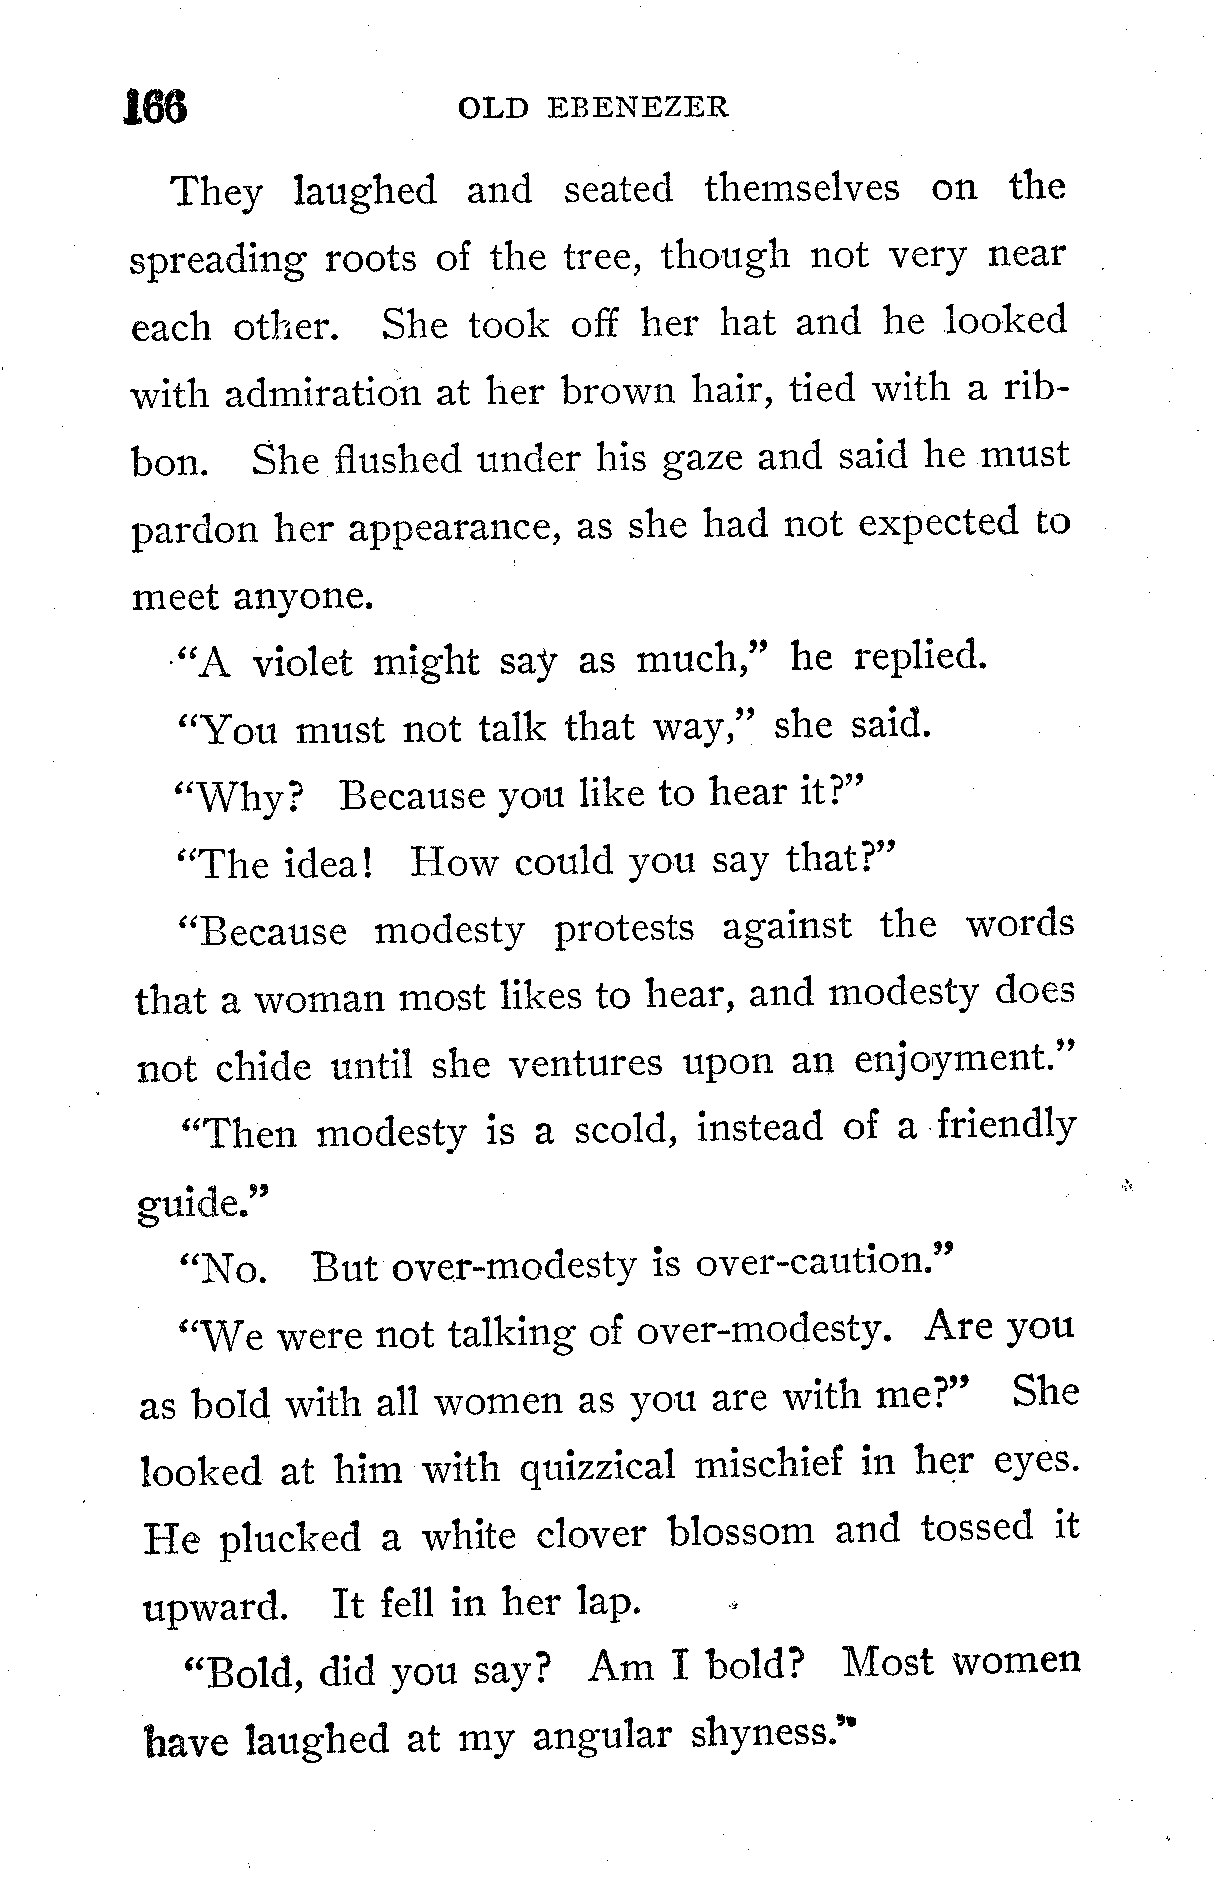 166 OLD EBENEZER
They laughed and seated themselves on the
spreading roots of the tree, though not very near
each other. She took off her hat and he looked
with admiration at her brown hair, tied with a rib-
bon. She flushed under his gaze and said he must
pardon her appearance, as she had not expected to
meet anyone.
“A violet might say as much,” he replied.
“You must not talk that way,” she said.
“Why? Because you like to hear it?”
“The idea! How could you say that?”
“Because modesty protests against the words
that a woman most likes to hear, and modesty does
not chide until she ventures upon an enjoyment.”
“Then modesty is a scold, instead of a friendly
guide.”
“No. But over-modesty is over-caution.”
“We were not talking of over-modesty. Are you
as bold with all women as you are with me?” She
looked at him with quizzical mischief in her eyes.
He plucked a white clover blossom and tossed it
upward. It fell in her lap.
“Bold, did you say? Am I bold? Most women
have laughed at my angular shyness.”